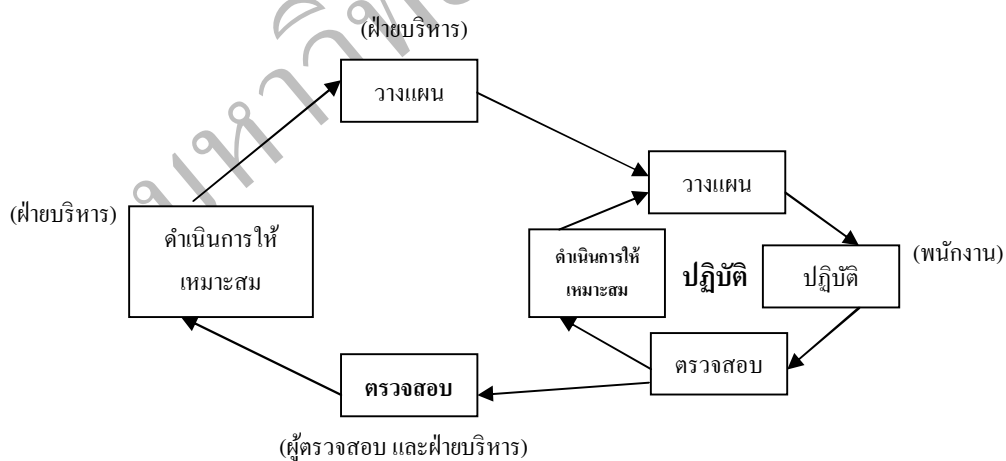 (ฝ่ายบริหาร)
วางแผน
วางแผน
(ฝ่ายบริหาร)
ดำเนินการให้
เหมาะสม
ดำเนินการให้
เหมาะสม
ปฏิบัติ
ปฏิบัติ
(พนักงาน)
ตรวจสอบ
ตรวจสอบ
(ผู้ตรวจสอบ และฝ่ายบริหาร)